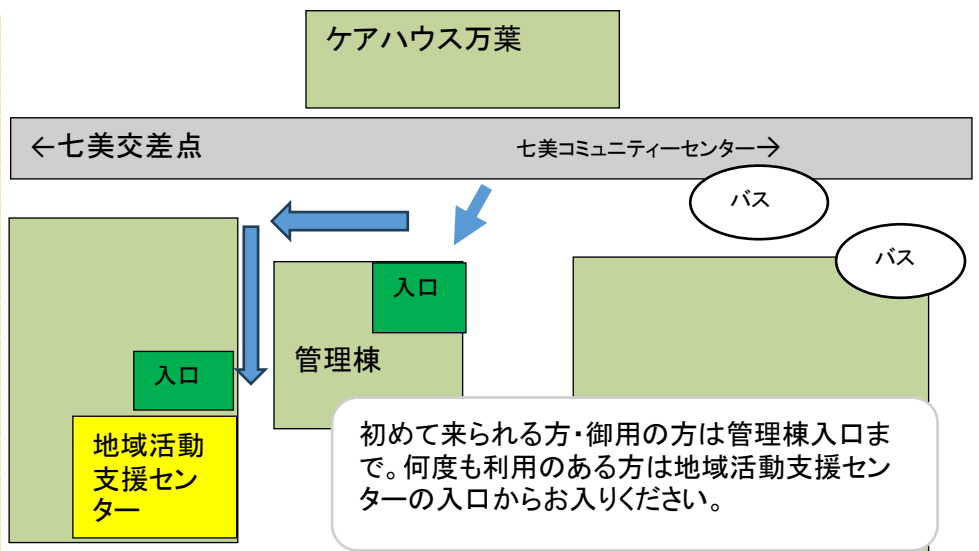 ケアハウス万葉
←七美交差点
七美コミュニティーセンター→
バス
バス
入口
管理棟
入口
地域活動
支援セン
ター
初めて来られる方・御用の方は管理棟入口ま
で。何度も利用のある方は地域活動支援セン
ターの入口からお入りください。